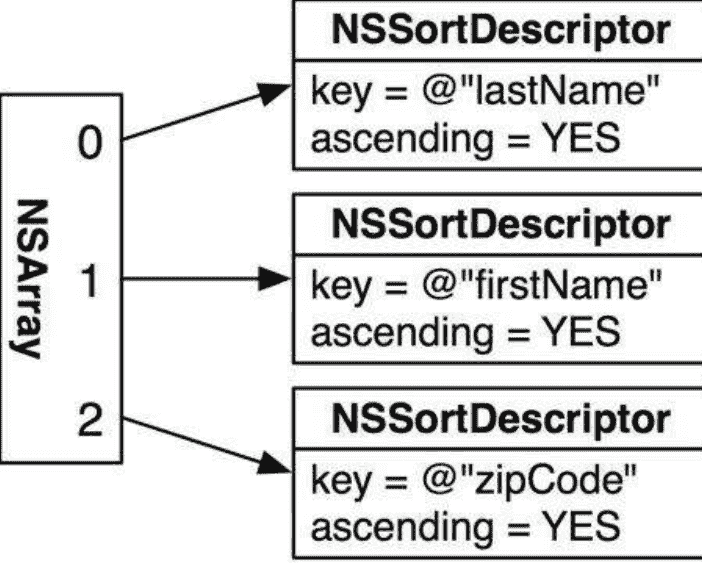 NSArray
0
1
2
NSSortDescriptor
key = @"lastName"
ascending = YES
NSSortDescriptor
key = @"firstName"
ascending = YES
NSSortDescriptor
key = @"zipCode"
ascending = YES